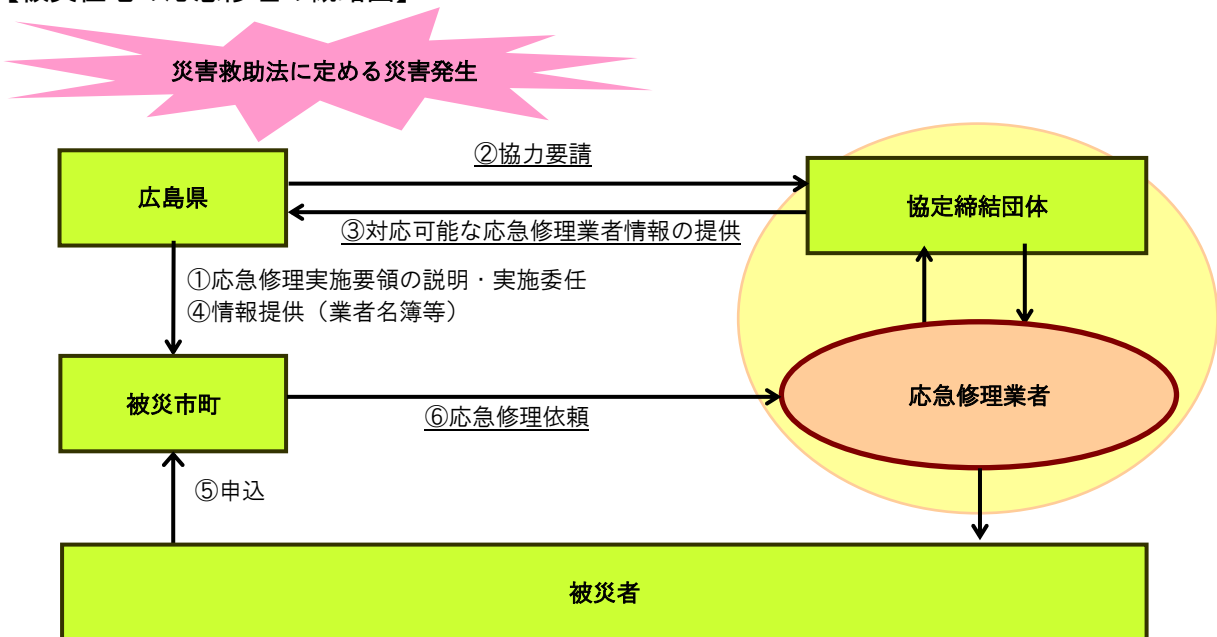 災害救助法に定める災害発生
②協力要請
広島県
協定締結団体
③対応可能な応急修理業者情報の提供
①応急修理実施要領の説明・実施委任
④情報提供（業者名簿等）
被災市町
応急修理業者
⑥応急修理依頼
⑤申込
被災者